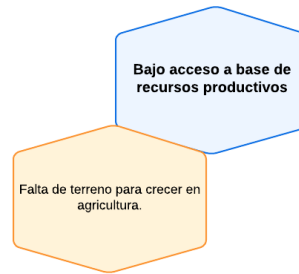 Bajo acceso a base de
recursos productivos
Falta de terreno para crecer en
agricultura.